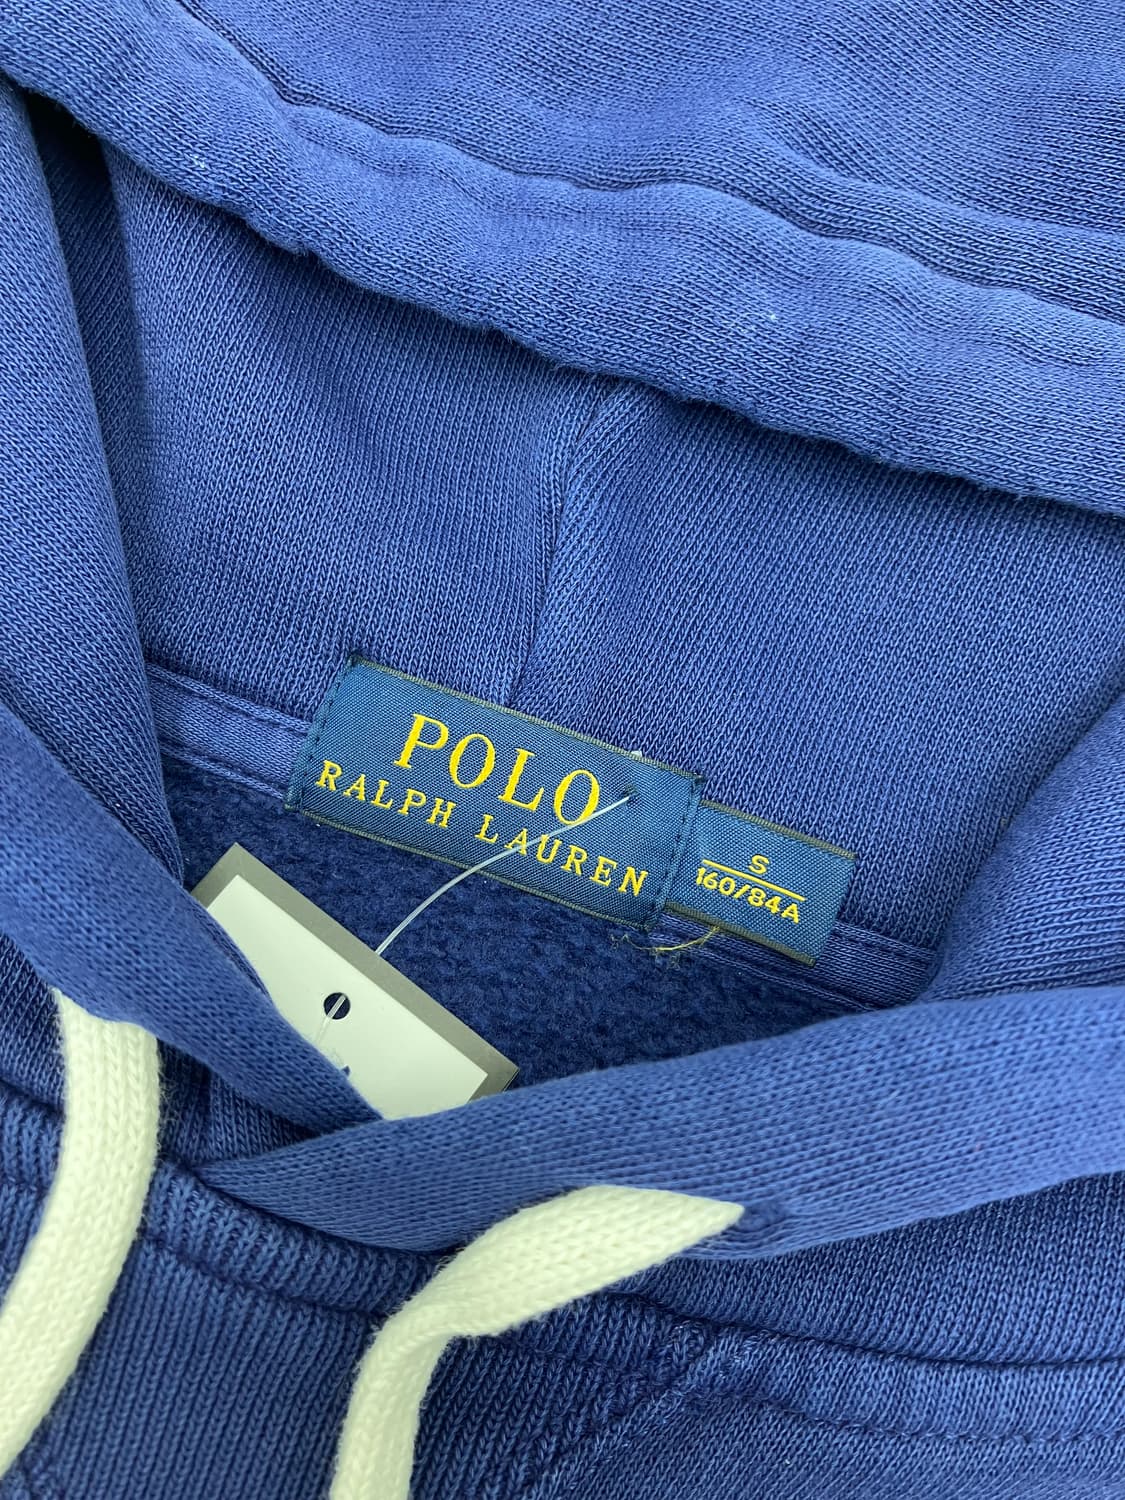 POLO
RALPH LAUREN
S
160/84A